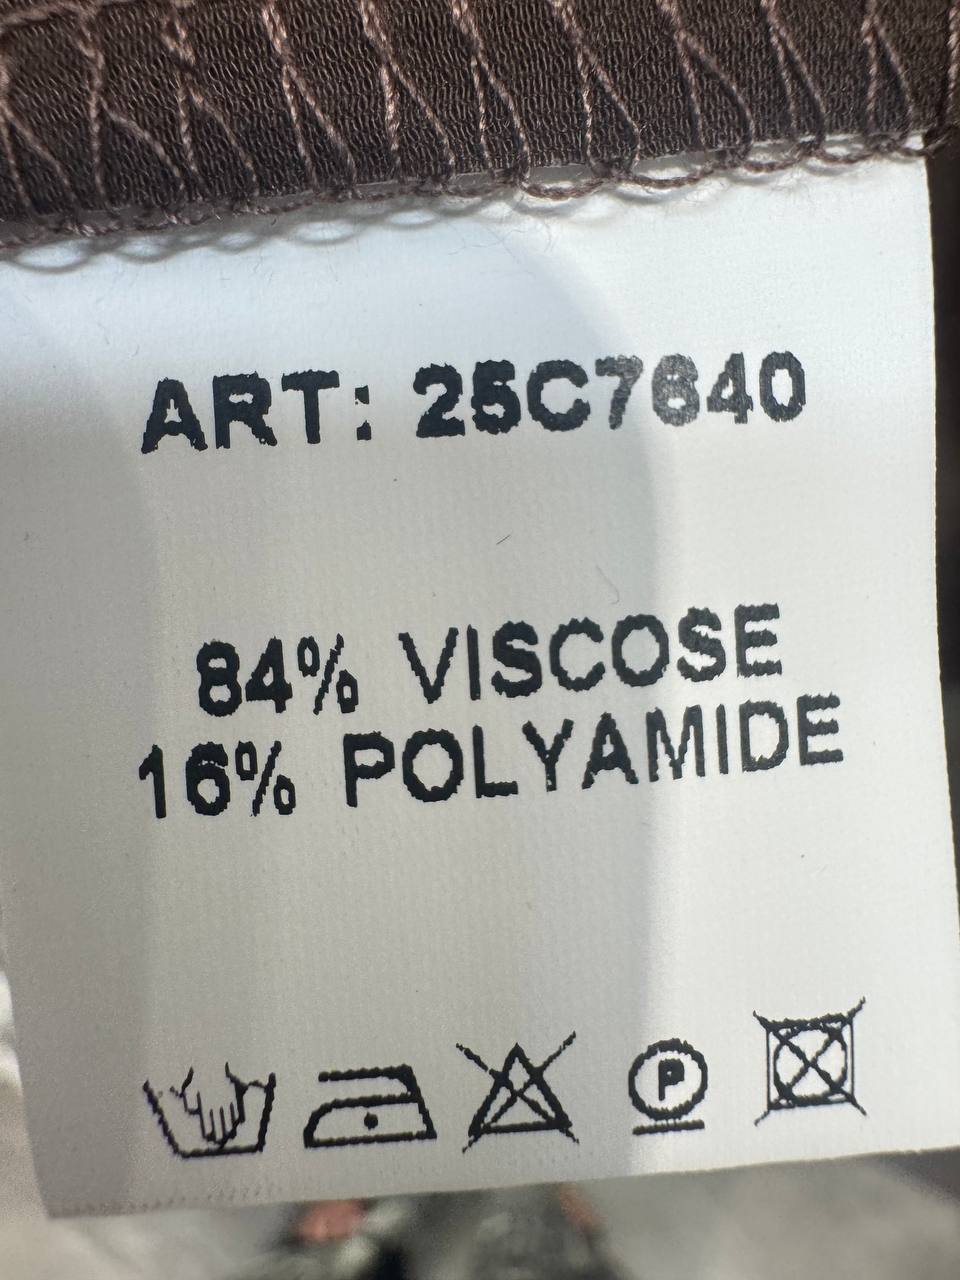 ART: 25C7640
84% VISCOSE
16% POLYAMIDE
P